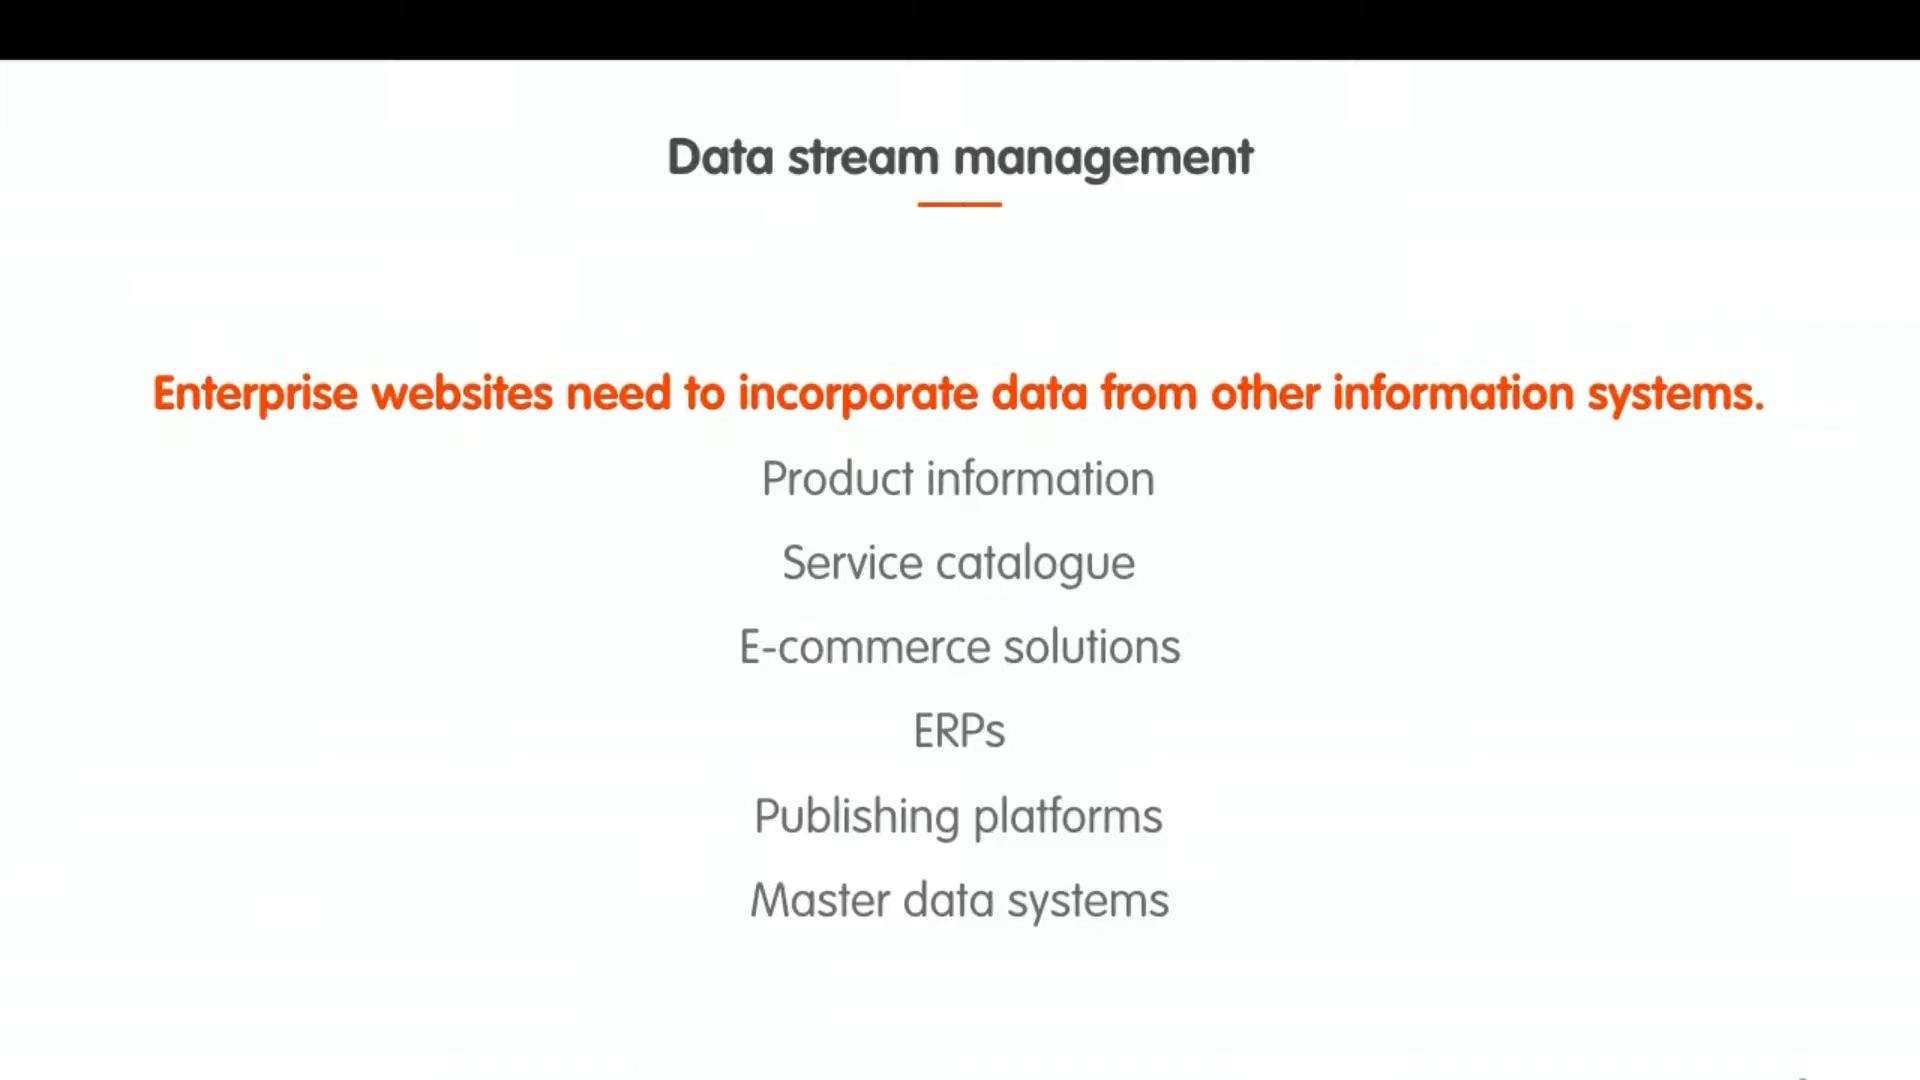 Data stream management
Enterprise websites need to incorporate data from other information systems.
Product information
Service catalogue
E-commerce solutions
ERPs
Publishing platforms
Master data systems